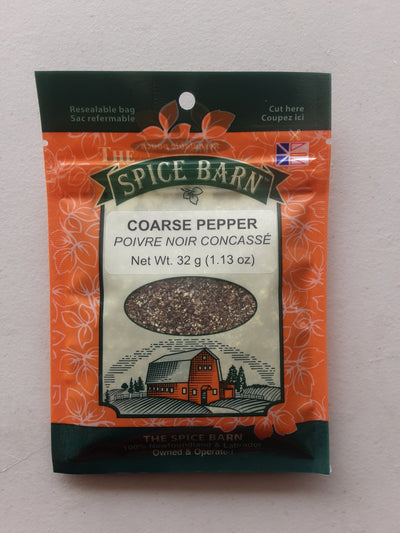 Resealable bag
Sac refermable
Cut here
Coupez ici
THE
SPICE BARN
COARSE PEPPER
POIVRE NOIR CONCASSÉ
Net Wt. 32 g (1.13 oz)
THE SPICE BARN
100% Newfoundland & Labrador
Owned & Operated